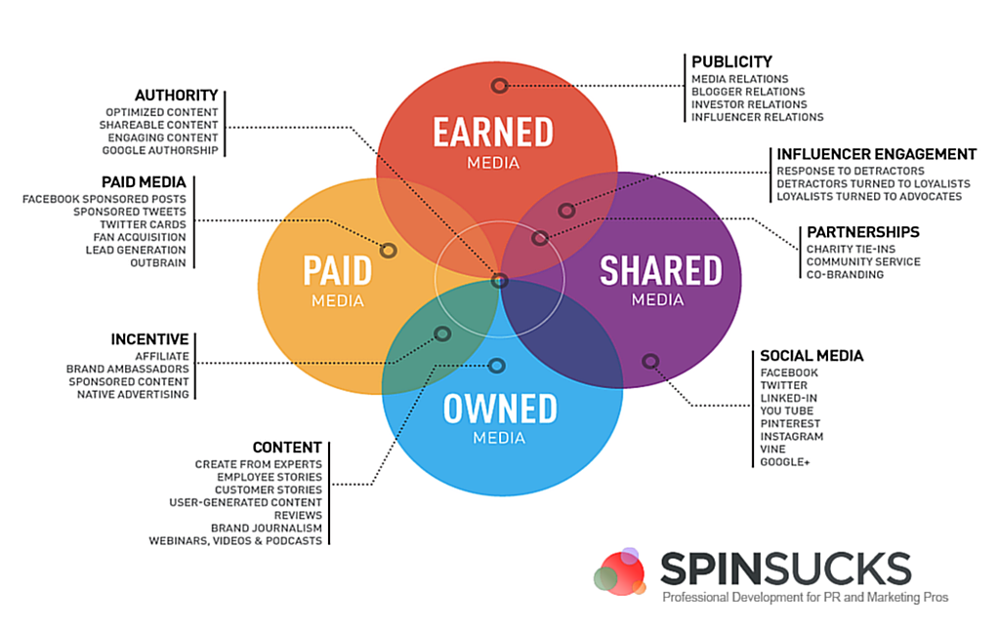 PUBLICITY
MEDIA RELATIONS
BLOGGER RELATIONS
INVESTOR RELATIONS
INFLUENCER RELATIONS
AUTHORITY
OPTIMIZED CONTENT
SHAREABLE CONTENT
ENGAGING CONTENT
GOOGLE AUTHORSHIP
EARNED
MEDIA
INFLUENCER ENGAGEMENT
RESPONSE TO DETRACTORS
DETRACTORS TURNED TO LOYALISTS
LOYALISTS TURNED TO ADVOCATES
PAID MEDIA
FACEBOOK SPONSORED POSTS
SPONSORED TWEETS
TWITTER CARDS
FAN ACQUISITION
LEAD GENERATION
OUTBRAIN
PARTNERSHIPS
CHARITY TIE-INS
COMMUNITY SERVICE
CO-BRANDING
PAID
MEDIA
SHARED
MEDIA
INCENTIVE
AFFILIATE
BRAND AMBASSADORS
SPONSORED CONTENT
NATIVE ADVERTISING
SOCIAL MEDIA
FACEBOOK
TWITTER
LINKED-IN
YOU TUBE
PINTEREST
INSTAGRAM
VINE
GOOGLE+
OWNED
MEDIA
CONTENT
CREATE FROM EXPERTS
EMPLOYEE STORIES
CUSTOMER STORIES
USER-GENERATED CONTENT
REVIEWS
BRAND JOURNALISM
WEBINARS, VIDEOS & PODCASTS
SPINSUCKS
Professional Development for PR and Marketing Pros